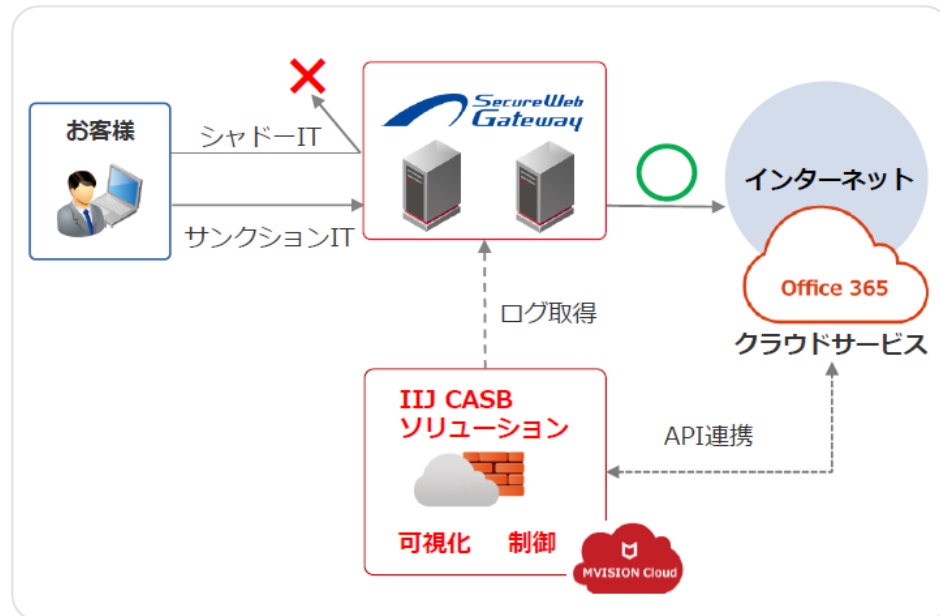 お客様
シャドーIT
サンクションIT
SecureWeb
Gateway
インターネット
Office 365
クラウドサービス
ログ取得
IIJ CASB
ソリューション
可視化 制御
API連携
MVISION Cloud